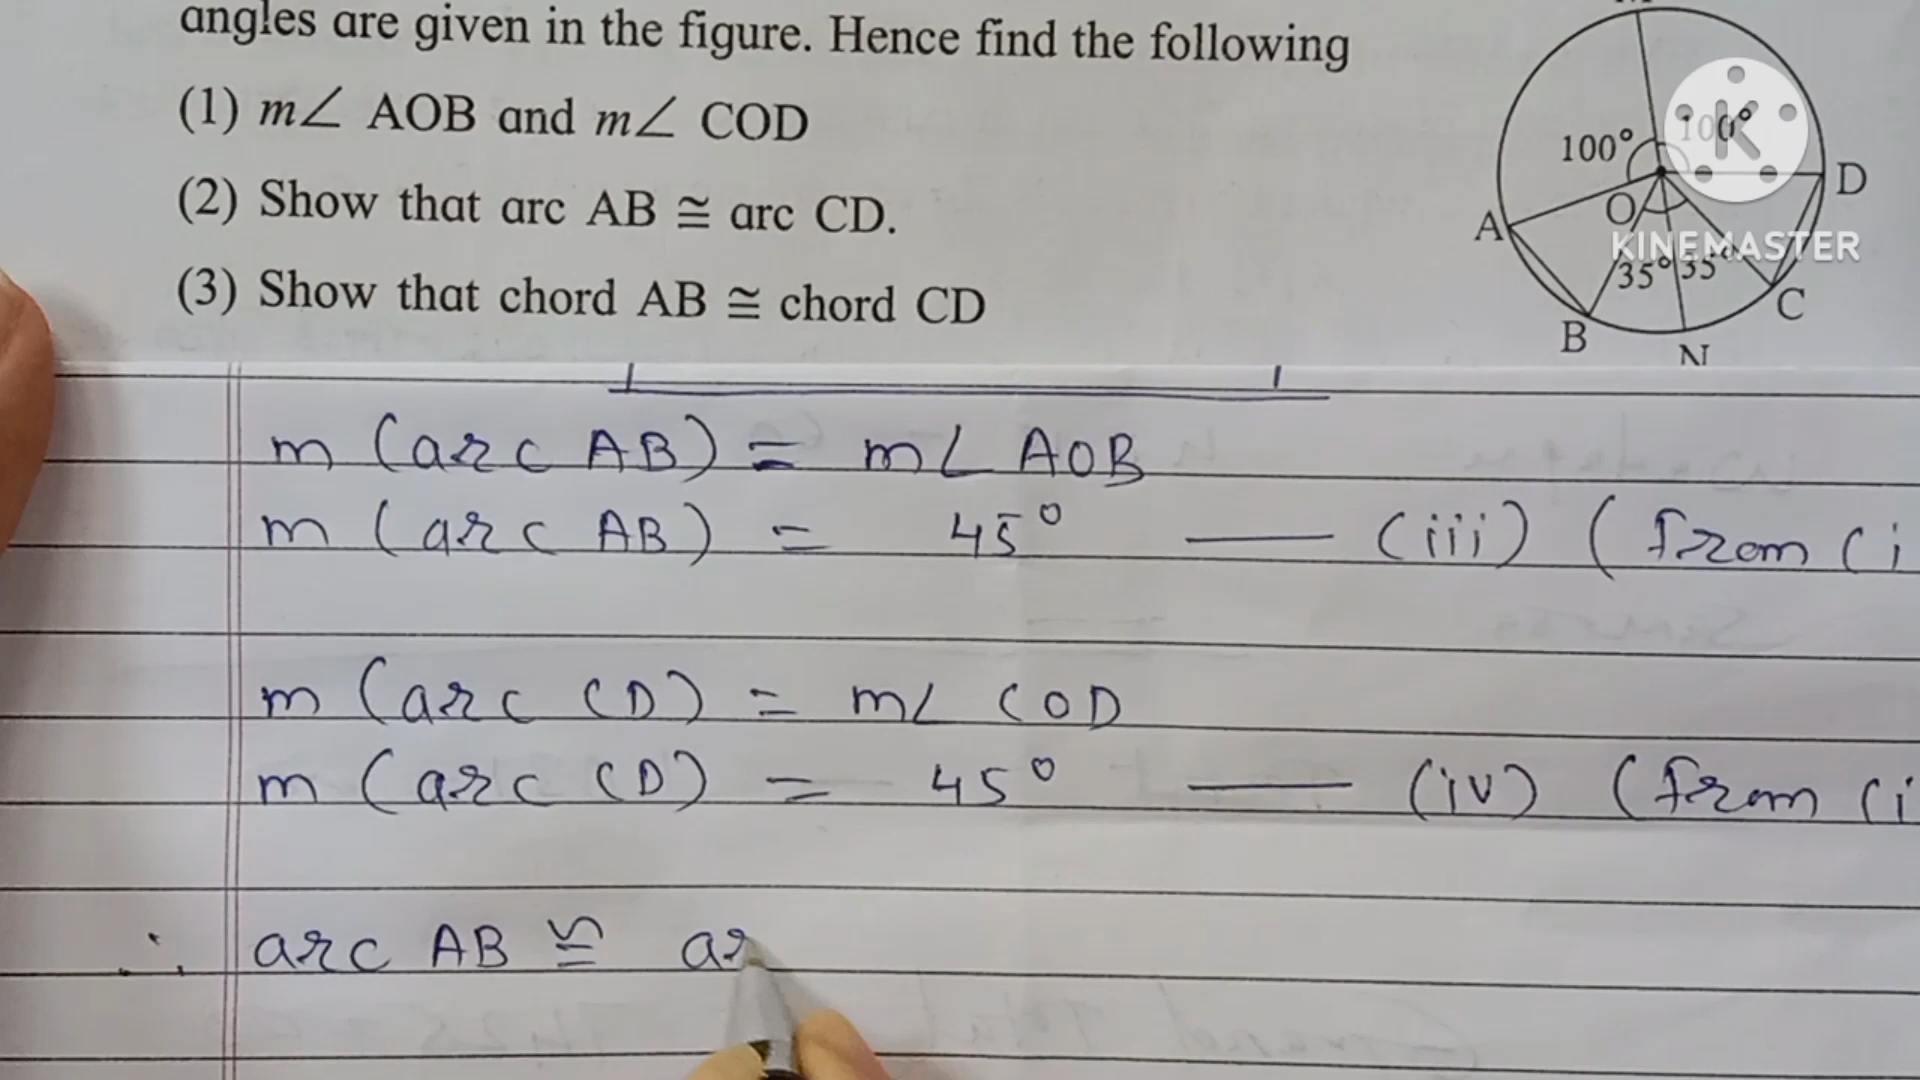 angles are given in the figure. Hence find the following
(1) m∠ AOB and m∠ COD
(2) Show that arc AB ≅ arc CD.
(3) Show that chord AB ≅ chord CD
100° 100°
D
A
O
KINEMASTER
35° 35°
C
B
N
m (arc AB) = m∠ AOB
m (arc AB) = 45° — (iii) (from (i
m (arc CD) = m∠ COD
m (arc CD) = 45° — (iv) (from (i
∴ arc AB ≅ ar